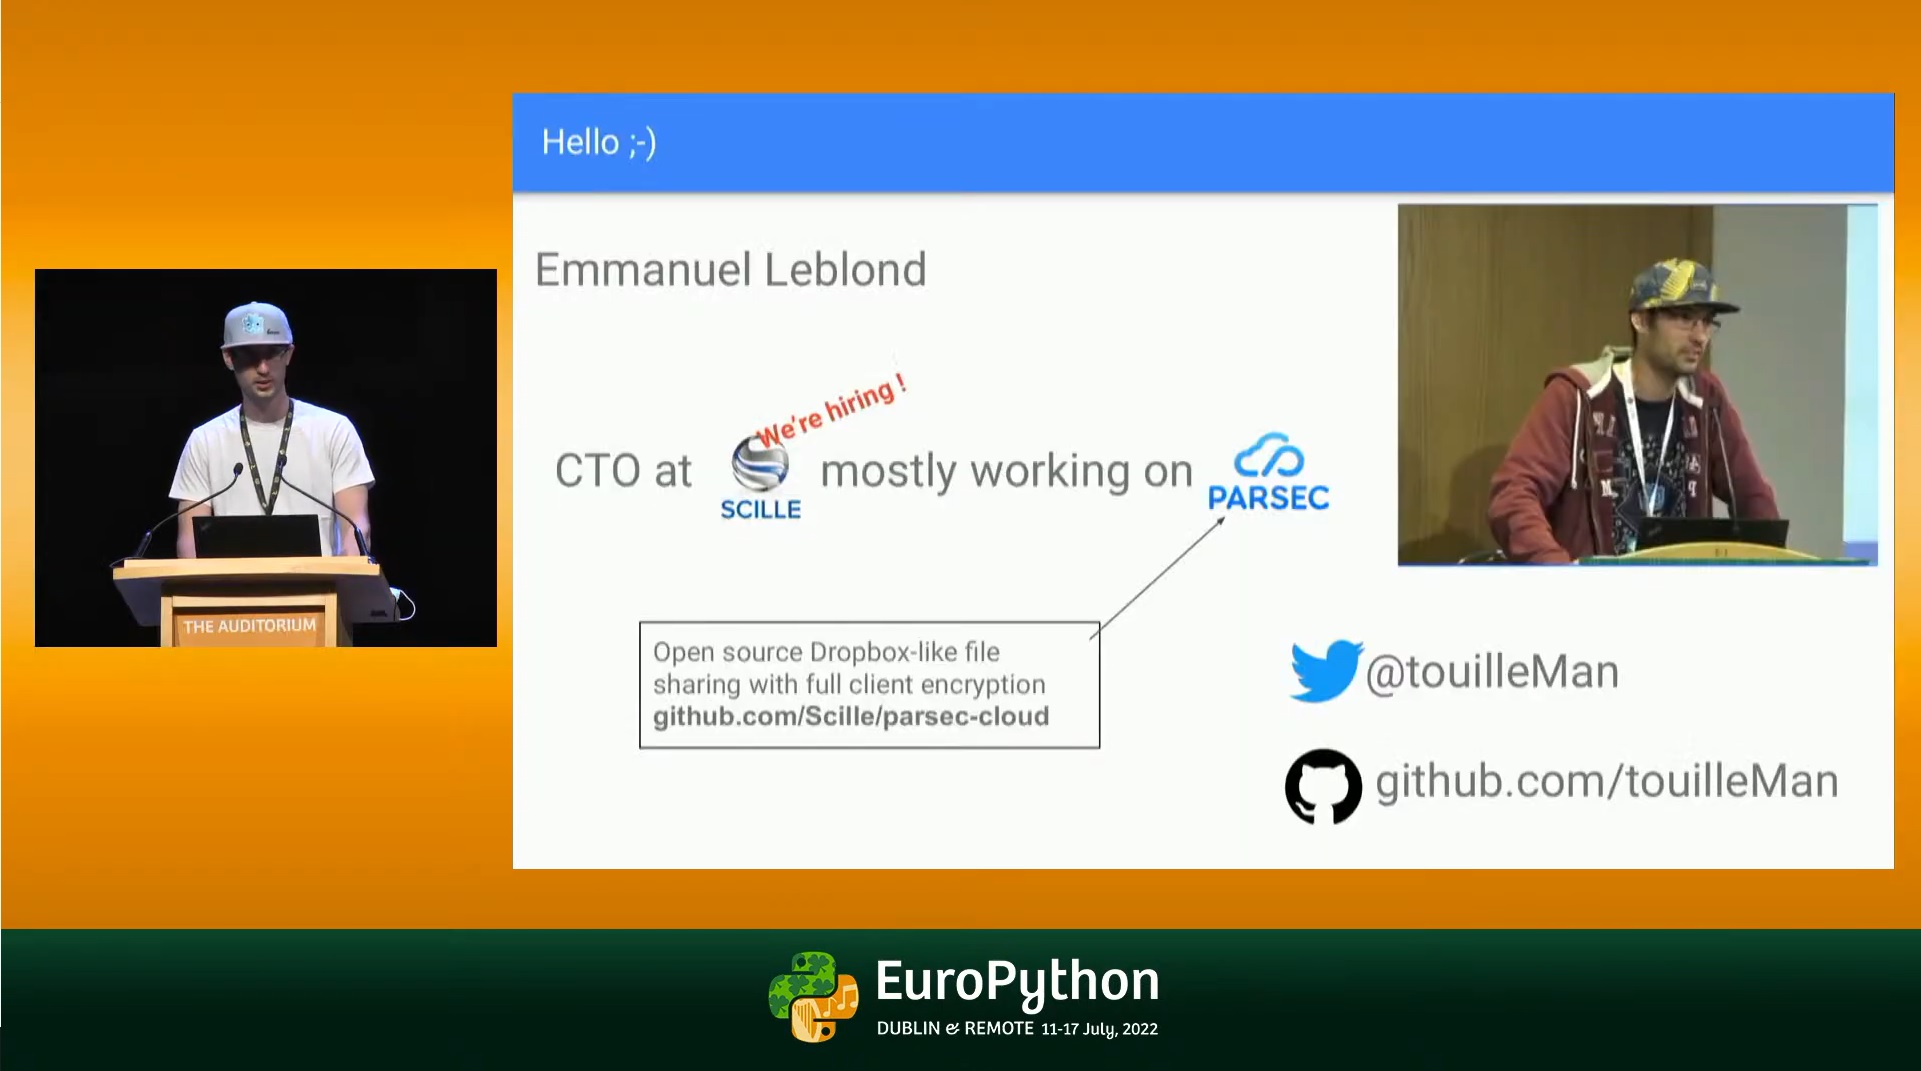 Hello ;-)
Emmanuel Leblond
We're hiring !
CTO at SCILLE mostly working on PARSEC
Open source Dropbox-like file
sharing with full client encryption
github.com/Scille/parsec-cloud
@touilleMan
github.com/touilleMan
THE AUDITORIUM
EuroPython
DUBLIN & REMOTE 11-17 July, 2022